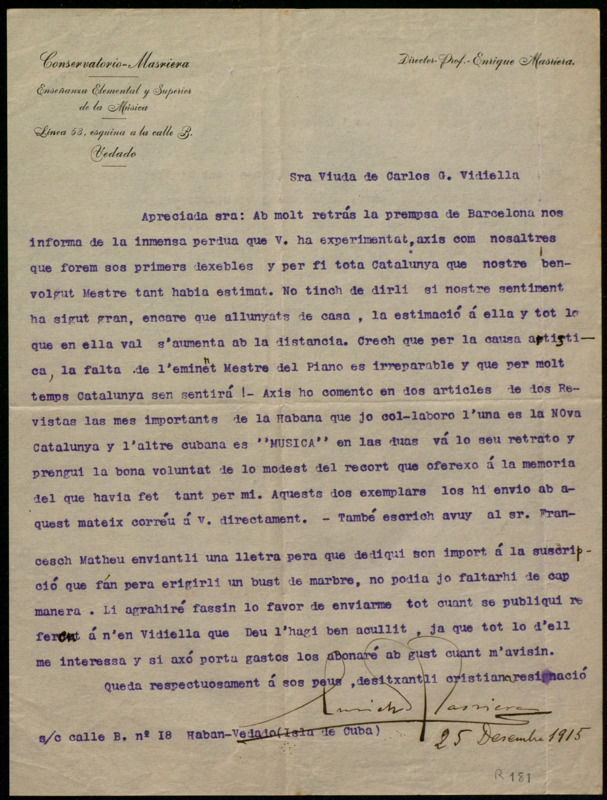 Conservatorio-Masriera
Director-Prof.- Enrique Masriera.
Enseñanza Elemental y Superior
de la Música
Línea 53, esquina a la calle B.
Vedado
Sra Viuda de Carlos G. Vidiella
Apreciada sra: Ab molt retrás la prempsa de Barcelona nos
informa de la inmensa perdua que V. ha experimentat, axis com nosaltres
que forem sos primers dexebles y per fi tota Catalunya que nostre ben-
volgut Mestre tant habia estimat. No tinch de dirli si nostre sentiment
ha sigut gran, encare que allunyats de casa , la estimació á ella y tot lo
que en ella val s'aumenta ab la distancia. Crech que per la causa artisti-
ca, la falta de l'eminent Mestre del Piano es irreparable y que per molt
temps Catalunya sen sentirá !- Axis ho comento en dos articles de dos Re-
vistas las mes importants de la Habana que jo col-laboro l'una es la NOva
Catalunya y l'altre cubana es "MUSICA" en las duas vá lo seu retrato y
prengui la bona voluntat de lo modest del recort que oferexo á la memoria
del que havia fet tant per mi. Aquests dos exemplars los hi envio ab a-
quest mateix corréu á V. directament. - També escrich avuy al sr. Fran-
cesch Matheu enviantli una lletra pera que dediqui son import á la suscrip-
ció que fán pera erigirli un bust de marbre, no podia jo faltarhi de cap
manera . Li agrahiré fassin lo favor de enviarme tot cuant se publiqui re
ferent á n'en Vidiella que Deu l'hagi ben acullit , ja que tot lo d'ell
me interessa y si axó porta gastos los abonaré ab gust cuant m'avisin.
Queda respectuosament á sos peus ,desitxantli cristiana resignació
Enrich Masriera
s/c calle B. nº 18 Haban-Vedado(Isla de Cuba)
25 Desembre 1915
R 181